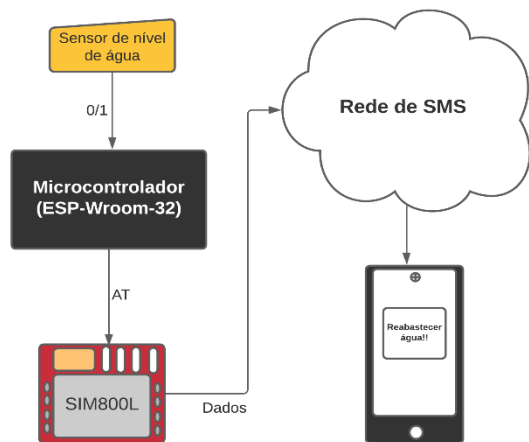 Sensor de nível
de água
0/1
Microcontrolador
(ESP-Wroom-32)
AT
SIM800L
Dados
Rede de SMS
Reabastecer
água!!